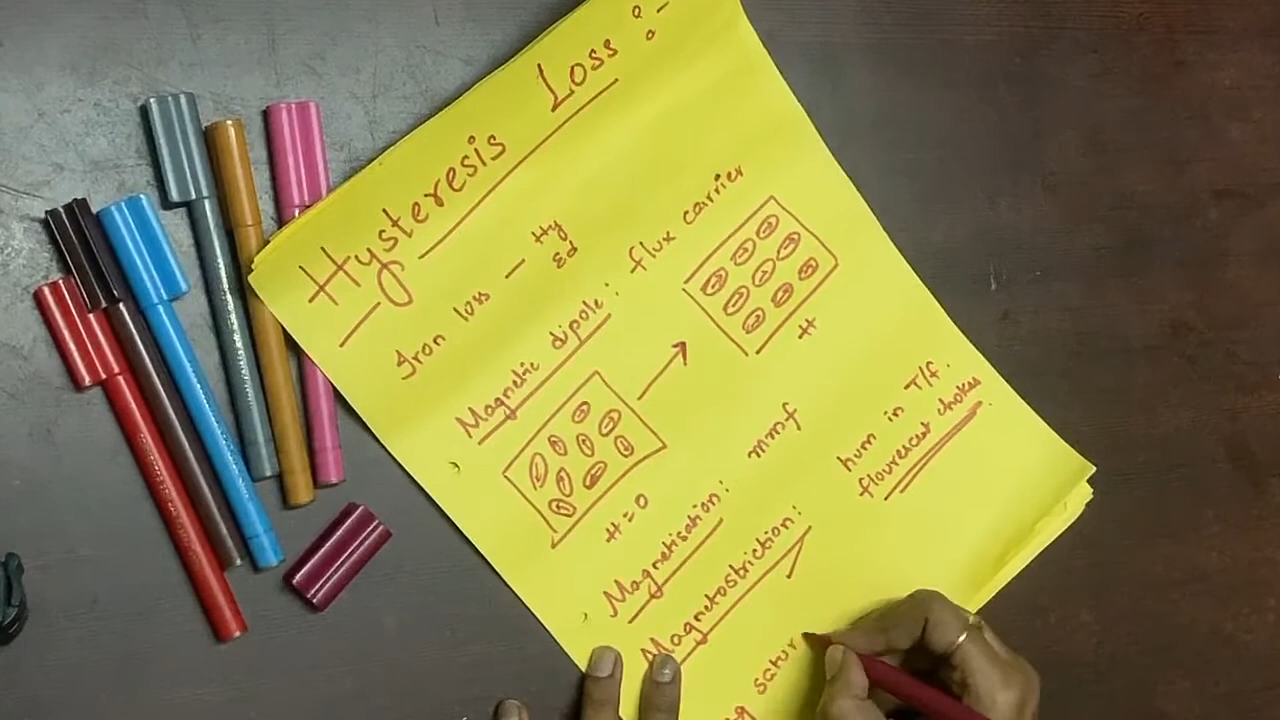 Hysteresis Loss :-
Iron loss - Hy
Ed
Magnetic dipole: flux carrier
H = 0
H
Magnetisation: mmf
Magnetostriction: hum in T/f.
flourescent chokes
satur